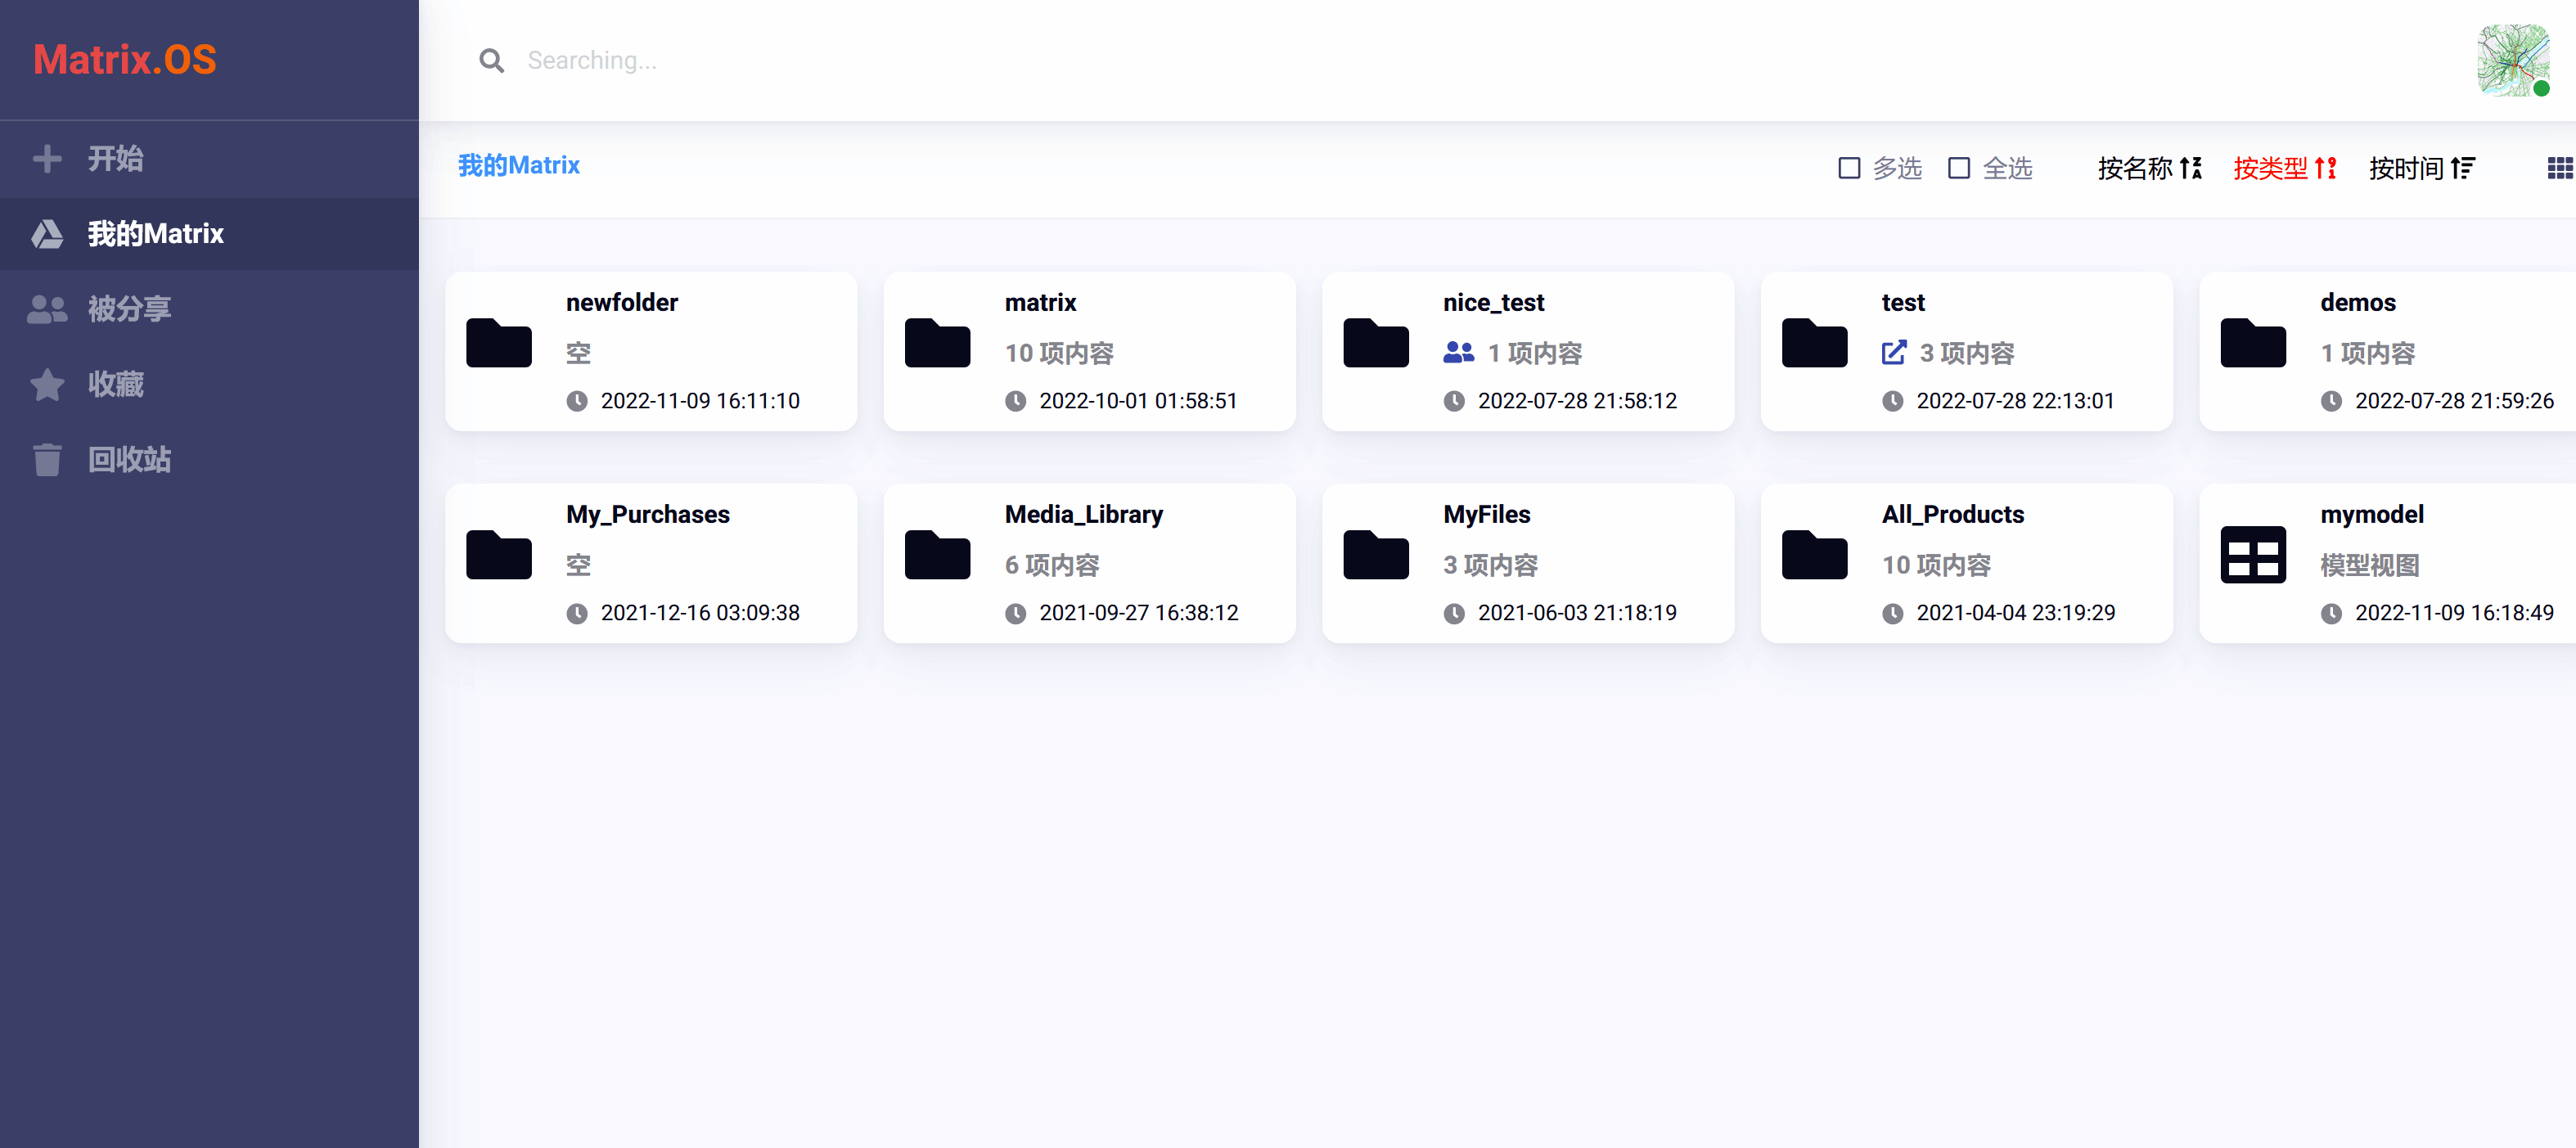 Matrix.OS
Searching...
开始
我的Matrix
被分享
收藏
回收站
我的Matrix
多选 全选 按名称 按类型 按时间
newfolder
空
2022-11-09 16:11:10
matrix
10 项内容
2022-10-01 01:58:51
nice_test
1 项内容
2022-07-28 21:58:12
test
3 项内容
2022-07-28 22:13:01
demos
1 项内容
2022-07-28 21:59:26
My_Purchases
空
2021-12-16 03:09:38
Media_Library
6 项内容
2021-09-27 16:38:12
MyFiles
3 项内容
2021-06-03 21:18:19
All_Products
10 项内容
2021-04-04 23:19:29
mymodel
模型视图
2022-11-09 16:18:49